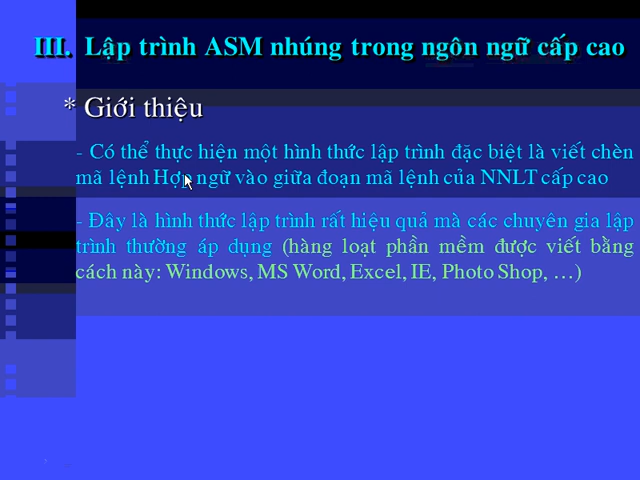 III. Lập trình ASM nhúng trong ngôn ngữ cấp cao
* Giới thiệu
- Có thể thực hiện một hình thức lập trình đặc biệt là viết chèn
mã lệnh Hợp ngữ vào giữa đoạn mã lệnh của NNLT cấp cao
- Đây là hình thức lập trình rất hiệu quả mà các chuyên gia lập
trình thường áp dụng (hàng loạt phần mềm được viết bằng
cách này: Windows, MS Word, Excel, IE, Photo Shop, …)